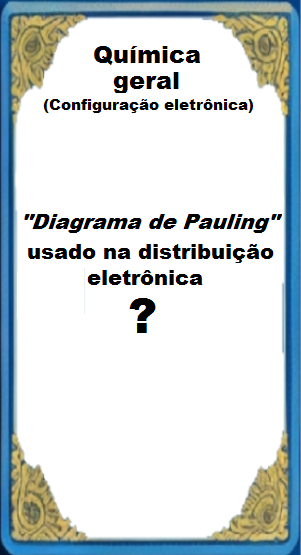 Química
geral
(Configuração eletrônica)
"Diagrama de Pauling"
usado na distribuição
eletrônica
?